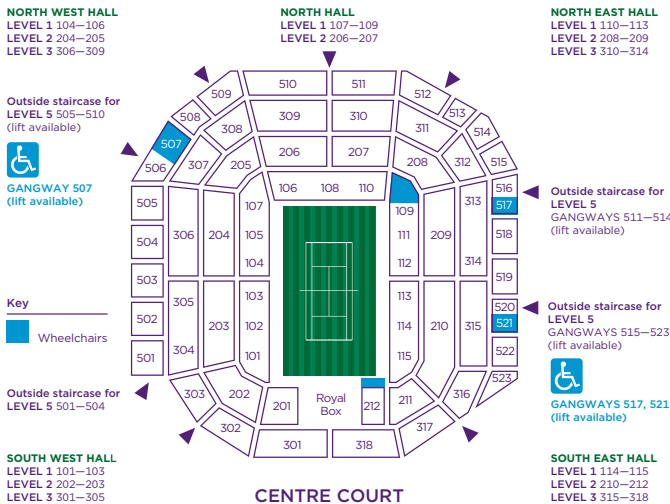 NORTH WEST HALL
LEVEL 1 104—106
LEVEL 2 204—205
LEVEL 3 306—309
NORTH HALL
LEVEL 1 107—109
LEVEL 2 206—207
NORTH EAST HALL
LEVEL 1 110—113
LEVEL 2 208—209
LEVEL 3 310—314
Outside staircase for
LEVEL 5 505—510
(lift available)
GANGWAY 507
(lift available)
Key
Wheelchairs
Outside staircase for
LEVEL 5 501—504
510
511
509
512
508
513
507
514
506
515
309
310
308
311
307
312
206
207
205
208
106 108 110
505
504
503
502
501
306
305
304
204
203
107
105
104
103
102
101
109
111
112
113
114
115
209
210
313
314
315
516
517
518
519
520
521
522
523
303
202
201
Royal
Box
212
211
316
302
301
318
317
Outside staircase for
LEVEL 5
GANGWAYS 511—514
(lift available)
Outside staircase for
LEVEL 5
GANGWAYS 515—523
(lift available)
GANGWAYS 517, 521
(lift available)
SOUTH WEST HALL
LEVEL 1 101—103
LEVEL 2 202—203
LEVEL 3 301—305
CENTRE COURT
SOUTH EAST HALL
LEVEL 1 114—115
LEVEL 2 210—212
LEVEL 3 315—318